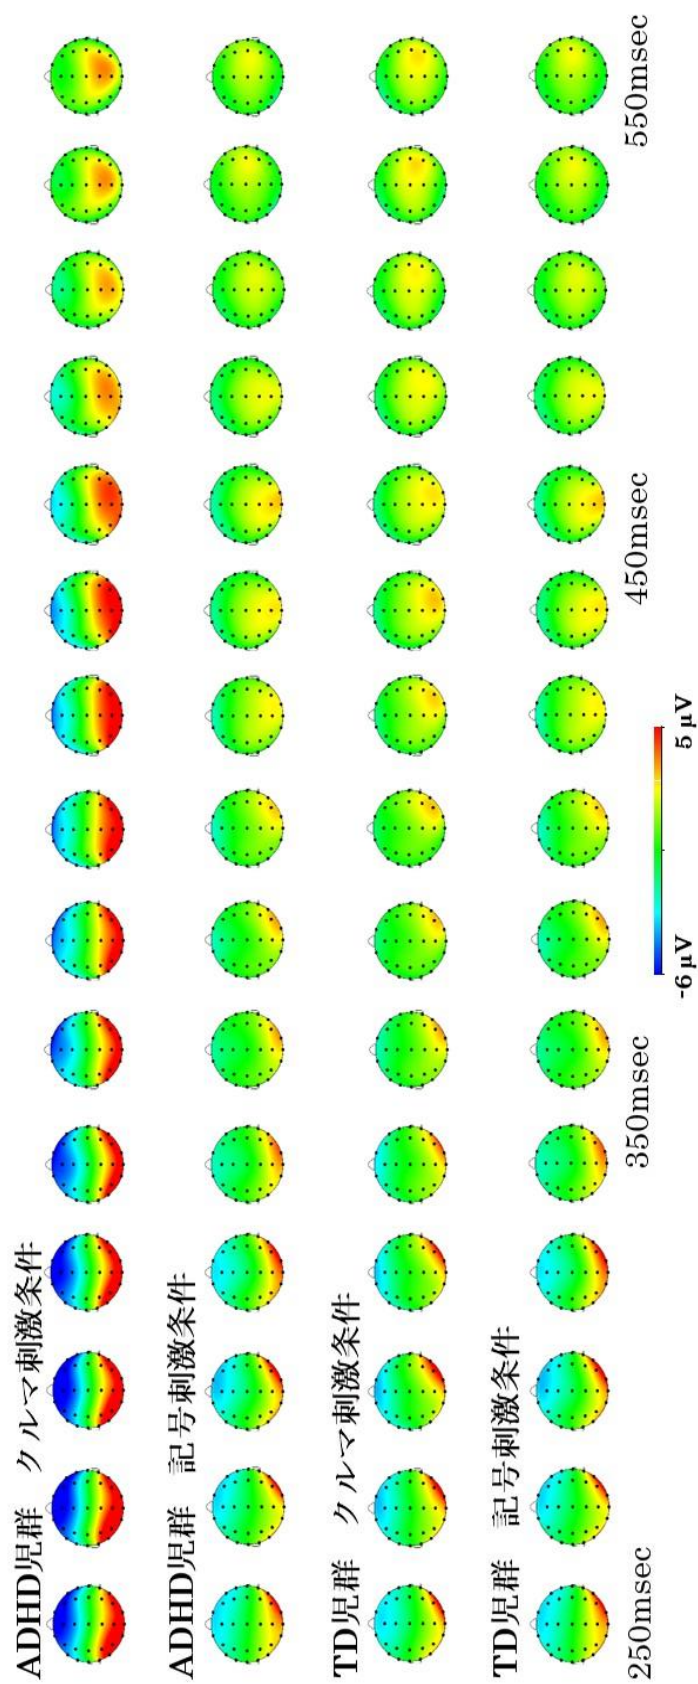 ADHD児群　クルマ刺激条件
ADHD児群　記号刺激条件
TD児群　クルマ刺激条件
TD児群　記号刺激条件
250msec 350msec 450msec 550msec
-6 μV 5 μV